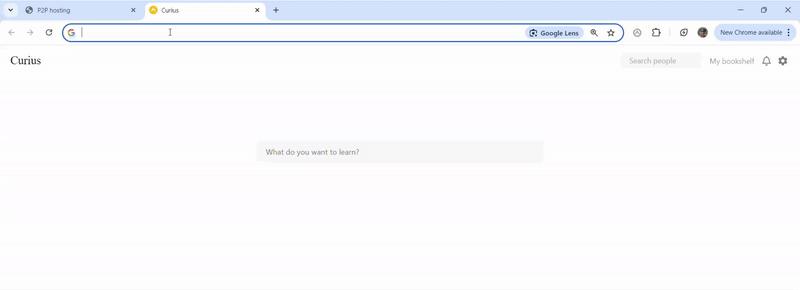 P2P hosting
Curius
Google Lens
New Chrome available
Curius
Search people
My bookshelf
What do you want to learn?